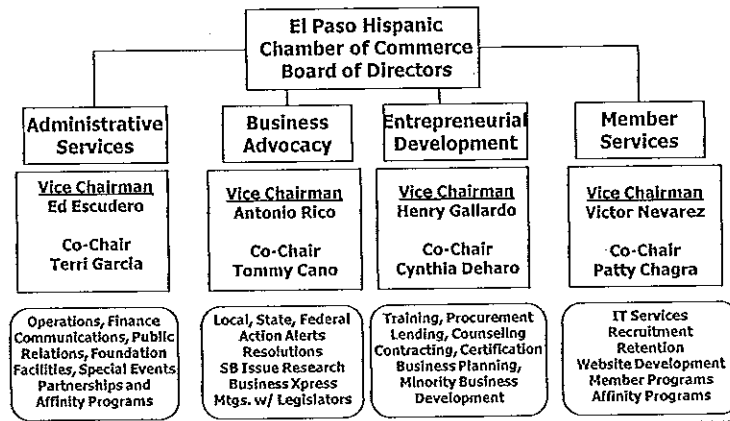 El Paso Hispanic
Chamber of Commerce
Board of Directors
Administrative
Services
Vice Chairman
Ed Escudero
Co-Chair
Terri Garcia
Operations, Finance
Communications, Public
Relations, Foundation
Facilities, Special Events
Partnerships and
Affinity Programs
Business
Advocacy
Vice Chairman
Antonio Rico
Co-Chair
Tommy Cano
Local, State, Federal
Action Alerts
Resolutions
SB Issue Research
Business Xpress
Mtgs. w/ Legislators
Entrepreneurial
Development
Vice Chairman
Henry Gallardo
Co-Chair
Cynthia Deharo
Training, Procurement
Lending, Counseling
Contracting, Certification
Business Planning,
Minority Business
Development
Member
Services
Vice Chairman
Victor Nevarez
Co-Chair
Patty Chagra
IT Services
Recruitment
Retention
Website Development
Member Programs
Affinity Programs